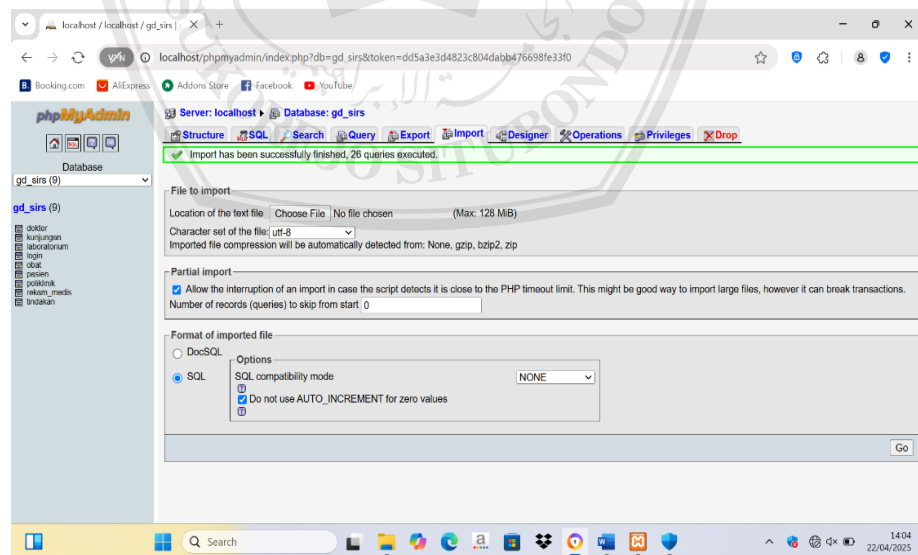 localhost / localhost / gd_sirs |
VPN
localhost/phpmyadmin/index.php?db=gd_sirs&token=dd5a3e3d4823c804dabb476698fe33f0
B. Booking.com AliExpress Addons Store Facebook YouTube
phpMyAdmin
Database
gd_sirs (9)
gd_sirs (9)
dokter
kunjungan
laboratorium
login
obat
pasien
poliklinik
rekam_medis
tindakan
Server: localhost Database: gd_sirs
Structure SQL Search Query Export Import Designer Operations Privileges Drop
Import has been successfully finished, 26 queries executed.
File to import
Location of the text file Choose File No file chosen (Max: 128 MiB)
Character set of the file: utf-8
Imported file compression will be automatically detected from: None, gzip, bzip2, zip
Partial import
Allow the interruption of an import in case the script detects it is close to the PHP timeout limit. This might be good way to import large files, however it can break transactions.
Number of records (queries) to skip from start 0
Format of imported file
DocSQL
SQL
Options
SQL compatibility mode NONE
Do not use AUTO_INCREMENT for zero values
Go
SITUBONDO
Search
14:04
22/04/2025